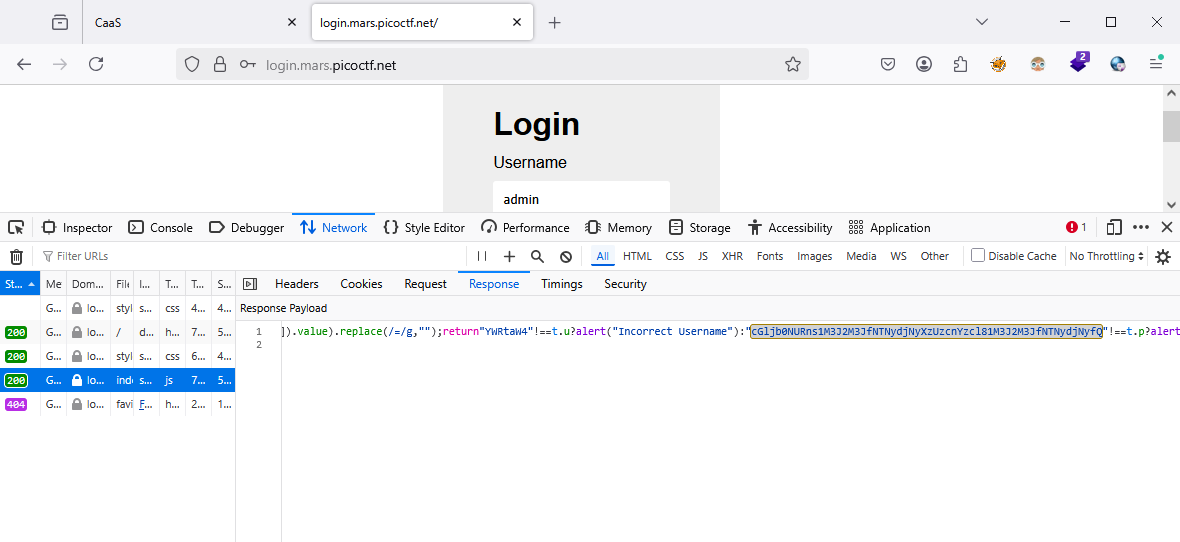 CaaS
login.mars.picoctf.net/
login.mars.picoctf.net
2
Login
Username
admin
Inspector Console Debugger Network Style Editor Performance Memory Storage Accessibility Application 1
Filter URLs All HTML CSS JS XHR Fonts Images Media WS Other Disable Cache No Throttling
St... Me Dom... File I... T... T... S... Headers Cookies Request Response Timings Security
G... lo... styl s... css 4... 4... Response Payload
200 G... lo... / d... h... 7... 5... 1 ]).value).replace(/=/g,"");return"YWRtaW4"!==t.u?alert("Incorrect Username"):"cGljb0NURns1M3J2M3JfNTNydjNyXzUzcnYzcl81M3J2M3JfNTNydjNyfQ"!==t.p?alert
2
200 G... lo... styl s... css 6... 4...
200 G... lo... inde s... js 7... 5...
404 G... lo... favi F... h... 2... 1...